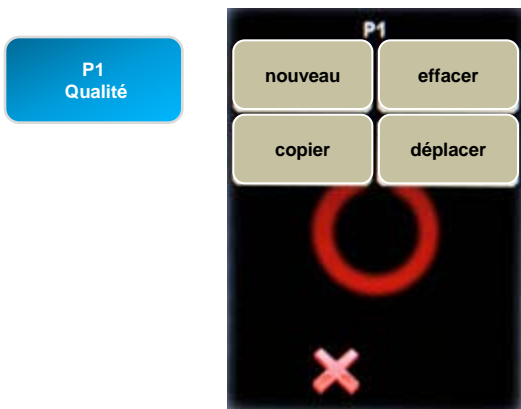 P1
Qualité
P1
nouveau
effacer
copier
déplacer